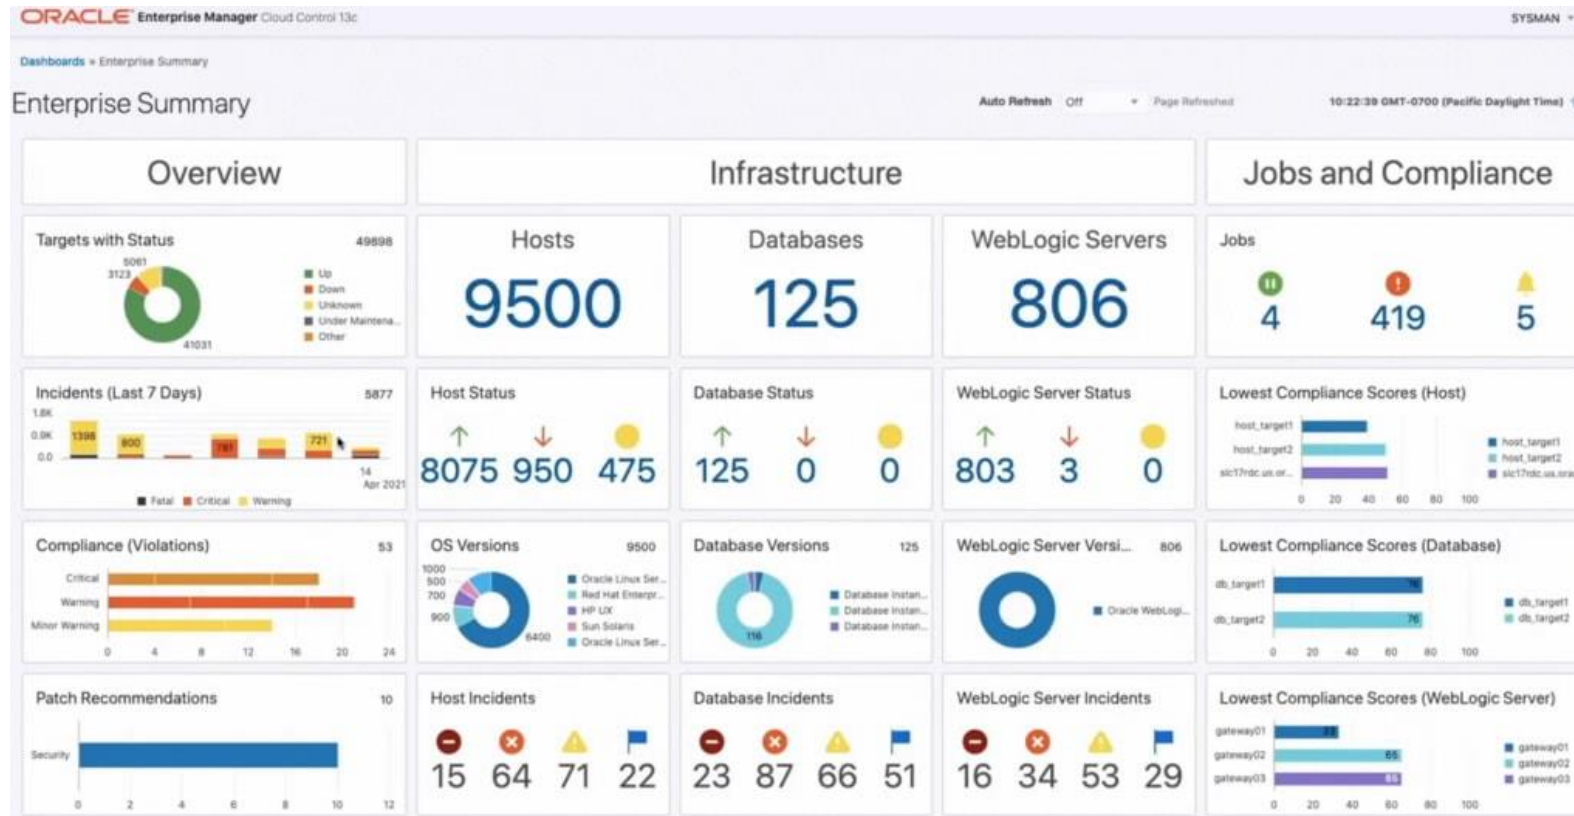 ORACLE Enterprise Manager Cloud Control 13c
SYSMAN
Dashboards » Enterprise Summary
Enterprise Summary
Auto Refresh Off Page Refreshed 10:22:39 GMT-0700 (Pacific Daylight Time)
Overview
Infrastructure
Jobs and Compliance
Targets with Status 49898
5061
3123
41031
Up
Down
Unknown
Under Maintena...
Other
Hosts
9500
Databases
125
WebLogic Servers
806
Jobs
4 419 5
Incidents (Last 7 Days) 5877
1.8K
0.9K
0.0
1398 800 781 721
14
Apr 2021
Fatal Critical Warning
Host Status
8075 950 475
Database Status
125 0 0
WebLogic Server Status
803 3 0
Lowest Compliance Scores (Host)
host_target1
host_target2
slc17rdc.us.or...
0 20 40 60 80 100
host_target1
host_target2
slc17rdc.us.ora
Compliance (Violations) 53
Critical
Warning
Minor Warning
0 4 8 12 16 20 24
OS Versions 9500
1000
500
700
900
6400
Oracle Linux Ser...
Red Hat Enterpr...
HP UX
Sun Solaris
Oracle Linux Ser...
Database Versions 125
116
Database Instan...
Database Instan...
Database Instan...
WebLogic Server Versi... 806
Oracle WebLogi...
Lowest Compliance Scores (Database)
db_target1 76
db_target2 76
0 20 40 60 80 100
db_target1
db_target2
Patch Recommendations 10
Security
0 2 4 6 8 10 12
Host Incidents
15 64 71 22
Database Incidents
23 87 66 51
WebLogic Server Incidents
16 34 53 29
Lowest Compliance Scores (WebLogic Server)
gateway01 33
gateway02 65
gateway03 65
0 20 40 60 80 100
gateway01
gateway02
gateway03